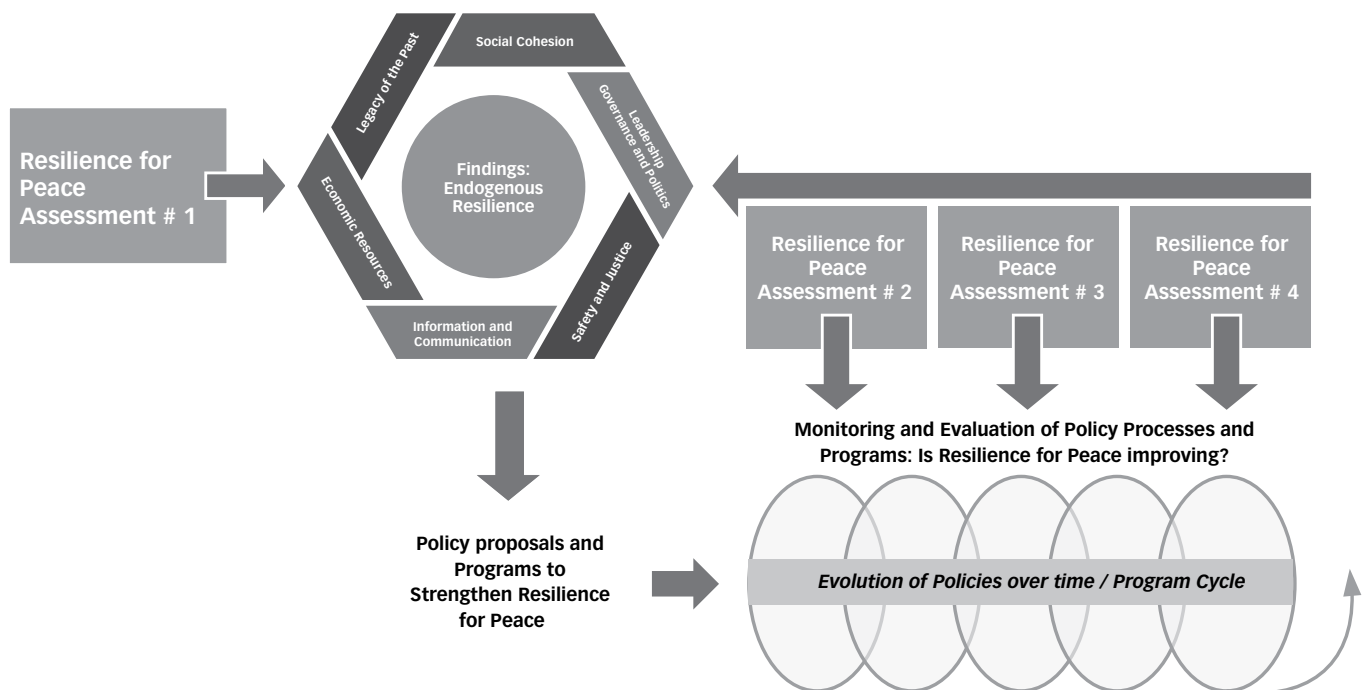 Resilience for
Peace
Assessment # 1
Legacy of the Past
Social Cohesion
Leadership
Governance and Politics
Safety and Justice
Information and
Communication
Economic Resources
Findings:
Endogenous
Resilience
Resilience for
Peace
Assessment # 2
Resilience for
Peace
Assessment # 3
Resilience for
Peace
Assessment # 4
Monitoring and Evaluation of Policy Processes and
Programs: Is Resilience for Peace improving?
Policy proposals and
Programs to
Strengthen Resilience
for Peace
Evolution of Policies over time / Program Cycle